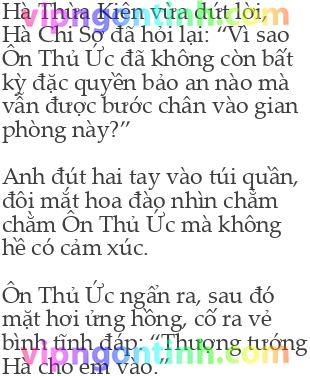 Hà Thừa Kiên vừa dứt lời,
Hà Chi Sơ đã hỏi lại: “Vì sao
Ôn Thủ Ức đã không còn bất
kỳ đặc quyền bảo an nào mà
vẫn được bước chân vào gian
phòng này?”

Anh đút hai tay vào túi quần,
đôi mắt hoa đào nhìn chằm
chằm Ôn Thủ Ức mà không
hề có cảm xúc.

Ôn Thủ Ức ngẩn ra, sau đó
mặt hơi ửng hồng, cố ra vẻ
bình tĩnh đáp: “Thượng tướng
Hà cho em vào.”
vipngontinh.com
vipngontinh.com